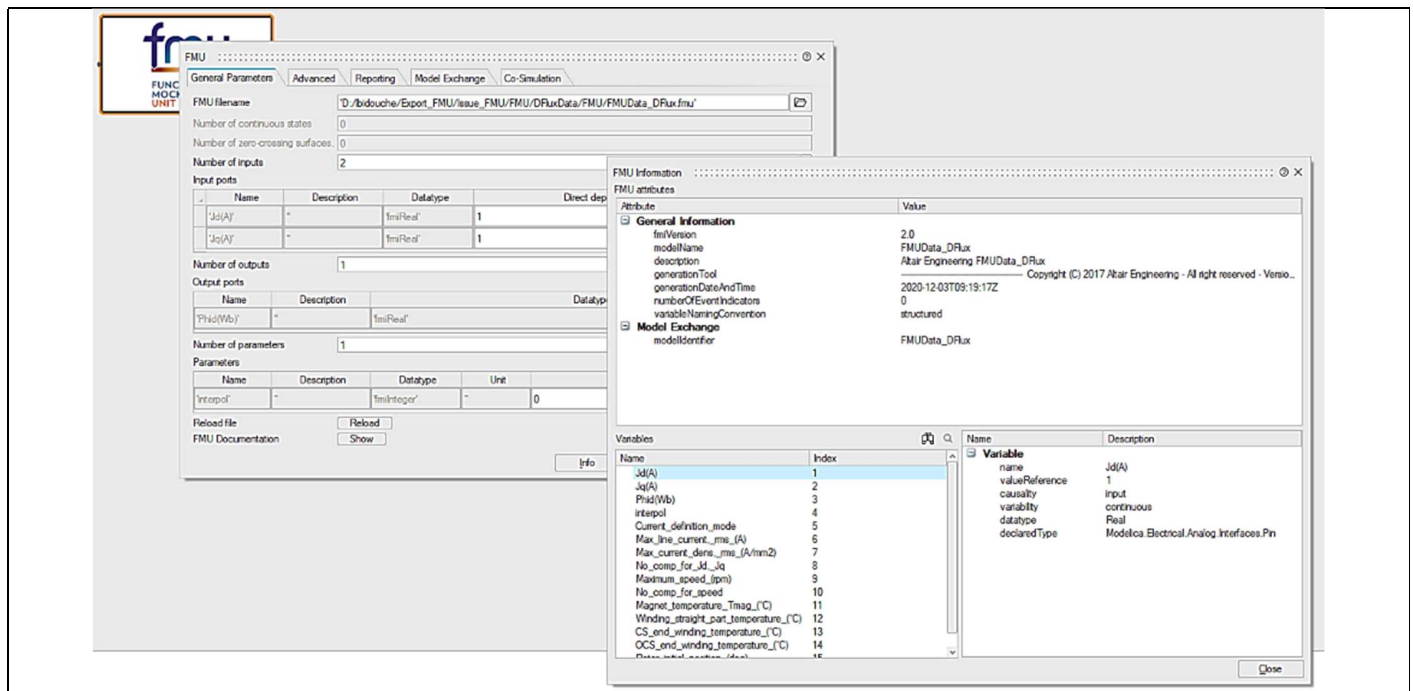 fmu
FUNC
MOCK
UNIT
FMU
General Parameters Advanced Reporting Model Exchange Co-Simulation
FMU filename 'D:/lbidouche/Export_FMU/Issue_FMU/FMU/DFluxData/FMU/FMUData_DFlux.fmu'
Number of continuous states 0
Number of zero-crossing surfaces. 0
Number of inputs 2
Input ports
Name Description Datatype Direct dep
'Jd(A)' '' 'fmiReal' 1
'Jq(A)' '' 'fmiReal' 1
Number of outputs 1
Output ports
Name Description Datatype
'Phid(Wb)' '' 'fmiReal'
Number of parameters 1
Parameters
Name Description Datatype Unit
'interpol' '' 'fmiInteger' '' 0
Reload file Reload
FMU Documentation Show
Info
FMU Information
FMU attributes
Attribute Value
General Information
fmiVersion 2.0
modelName FMUData_DFlux
description Altair Engineering FMUData_DFlux
generationTool Copyright (C) 2017 Altair Engineering - All right reserved - Versio...
generationDateAndTime 2020-12-03T09:19:17Z
numberOfEventIndicators 0
variableNamingConvention structured
Model Exchange
modelIdentifier FMUData_DFlux
Variables
Name Index
Jd(A) 1
Jq(A) 2
Phid(Wb) 3
interpol 4
Current_definition_mode 5
Max_line_current,_rms_(A) 6
Max_current_dens,_rms_(A/mm2) 7
No_comp_for_Jd,_Jq 8
Maximum_speed_(rpm) 9
No_comp_for_speed 10
Magnet_temperature_Tmag_(°C) 11
Winding_straight_part_temperature_(°C) 12
CS_end_winding_temperature_(°C) 13
OCS_end_winding_temperature_(°C) 14
Name Description
Variable
name Jd(A)
valueReference 1
causality input
variability continuous
datatype Real
declaredType Modelica.Electrical.Analog.Interfaces.Pin
Close